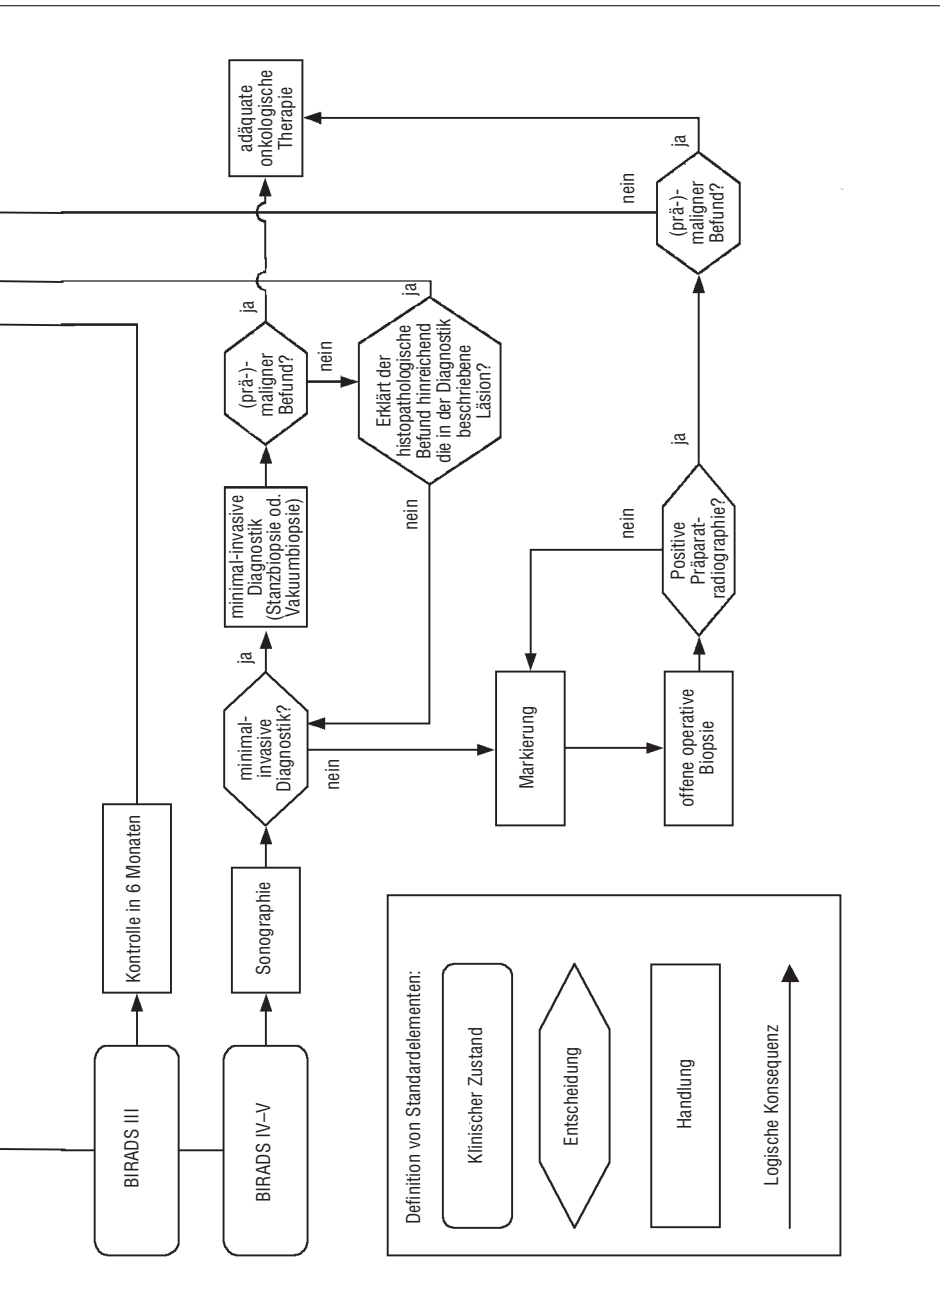 BIRADS III
Kontrolle in 6 Monaten
BIRADS IV–V
Sonographie
minimal-
invasive
Diagnostik?
ja
nein
minimal-invasive
Diagnostik
(Stanzbiopsie od.
Vakuumbiopsie)
(prä-)-
maligner
Befund?
ja
nein
adäquate
onkologische
Therapie
Erklärt der
histopathologische
Befund hinreichend
die in der Diagnostik
beschriebene
Läsion?
ja
nein
Markierung
offene operative
Biopsie
Positive
Präparat-
radiographie?
nein
ja
(prä-)-
maligner
Befund?
nein
ja
Definition von Standardelementen:
Klinischer Zustand
Entscheidung
Handlung
Logische Konsequenz